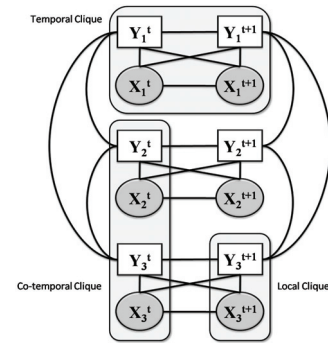 Temporal Clique
Y₁ᵗ Y₁ᵗ⁺¹
X₁ᵗ X₁ᵗ⁺¹
Y₂ᵗ Y₂ᵗ⁺¹
X₂ᵗ X₂ᵗ⁺¹
Y₃ᵗ Y₃ᵗ⁺¹
Co-temporal Clique Local Clique
X₃ᵗ X₃ᵗ⁺¹